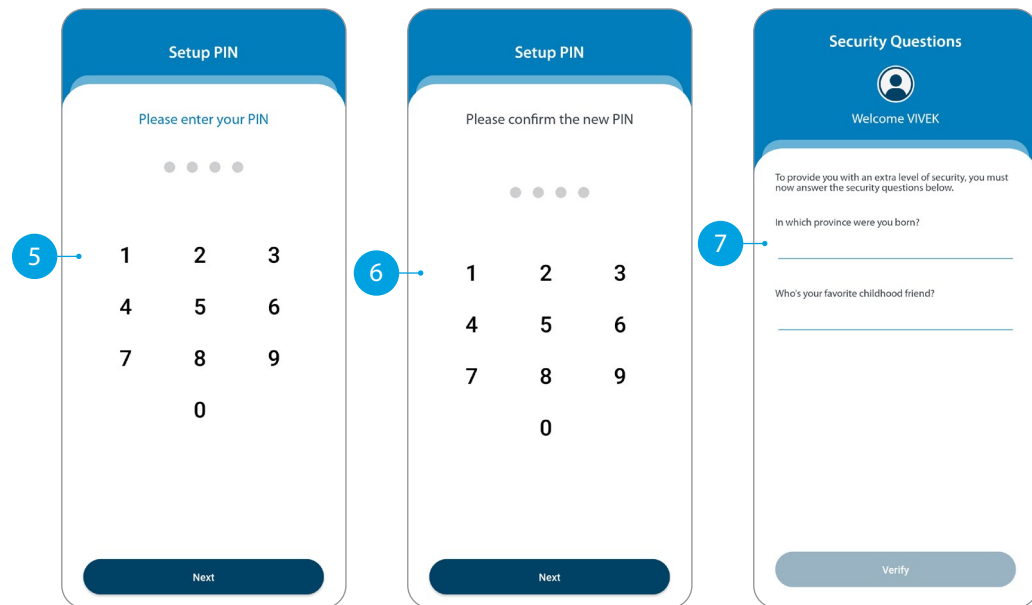 Setup PIN
Please enter your PIN
5
1 2 3
4 5 6
7 8 9
0
Next
Setup PIN
Please confirm the new PIN
6
1 2 3
4 5 6
7 8 9
0
Next
Security Questions
Welcome VIVEK
To provide you with an extra level of security, you must
now answer the security questions below.
In which province were you born?
7
Who's your favorite childhood friend?
Verify